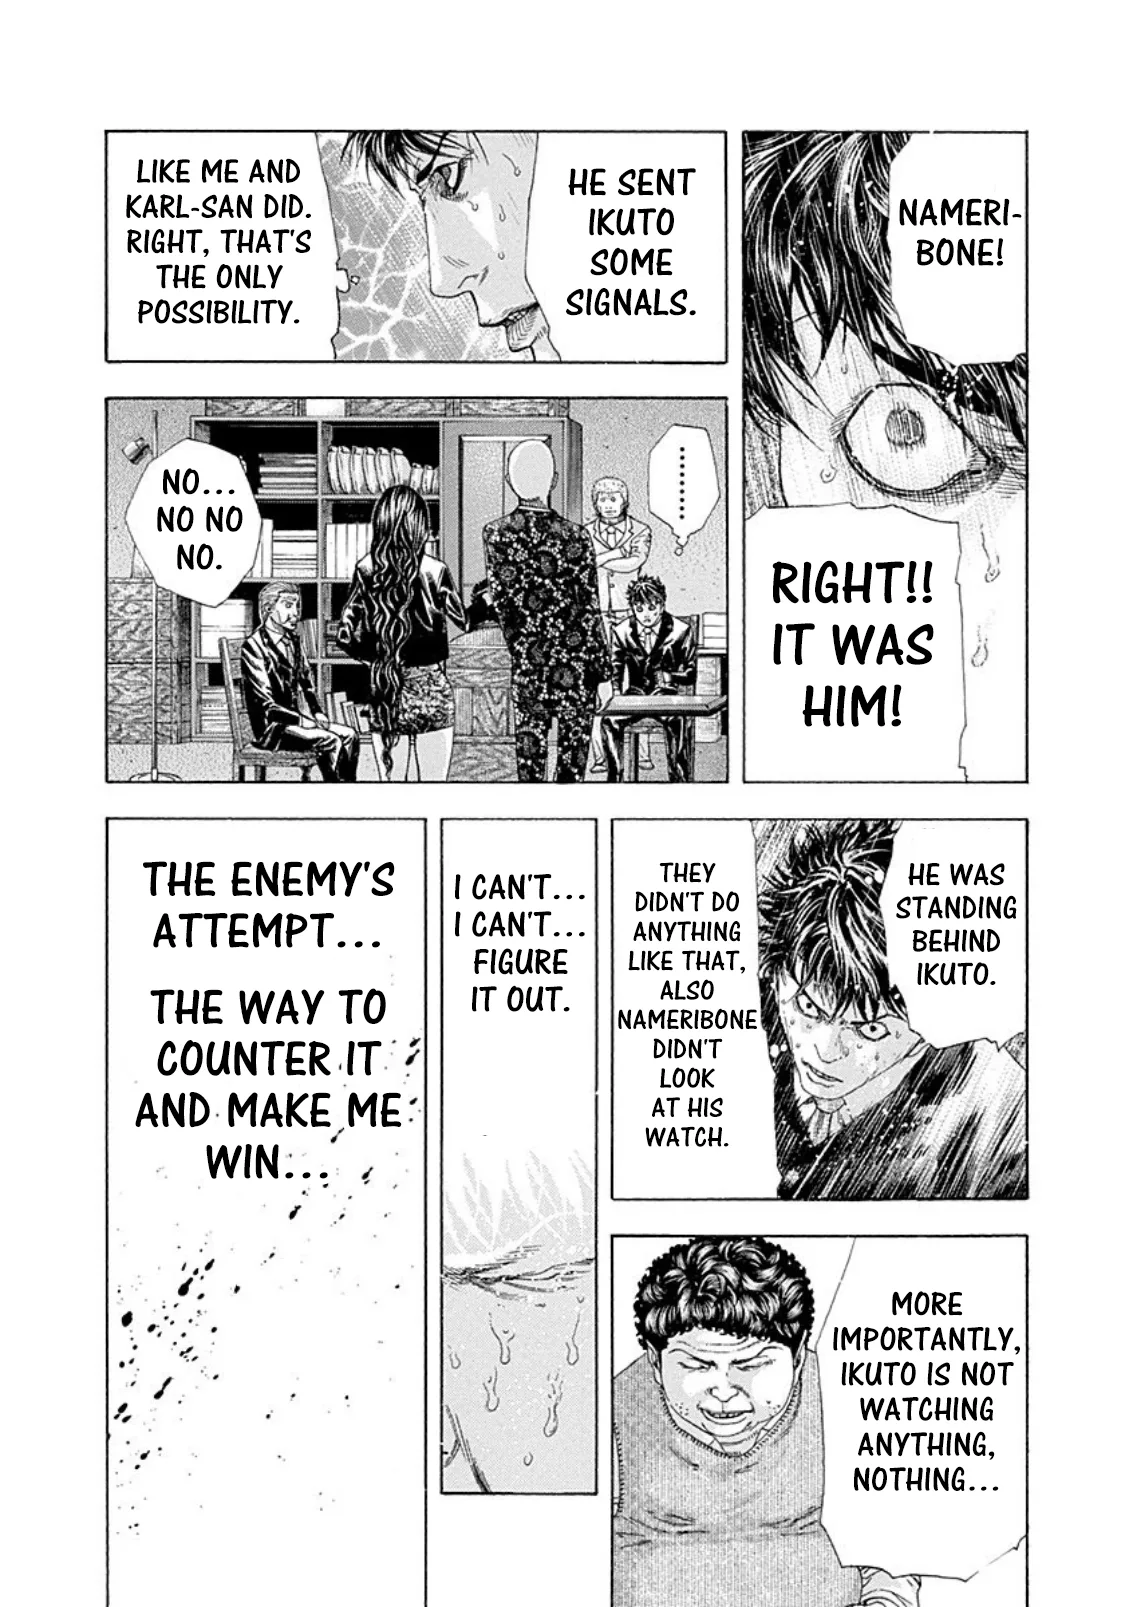 NAMERI-
BONE!
RIGHT!!
IT WAS
HIM!
HE SENT
IKUTO
SOME
SIGNALS.
LIKE ME AND
KARL-SAN DID.
RIGHT, THAT'S
THE ONLY
POSSIBILITY.
.........
NO...
NO NO
NO.
HE WAS
STANDING
BEHIND
IKUTO.
THEY
DIDN'T DO
ANYTHING
LIKE THAT,
ALSO
NAMERIBONE
DIDN'T
LOOK
AT HIS
WATCH.
MORE
IMPORTANTLY,
IKUTO IS NOT
WATCHING
ANYTHING,
NOTHING...
I CAN'T...
I CAN'T...
FIGURE
IT OUT.
THE ENEMY'S
ATTEMPT...
THE WAY TO
COUNTER IT
AND MAKE ME
WIN...